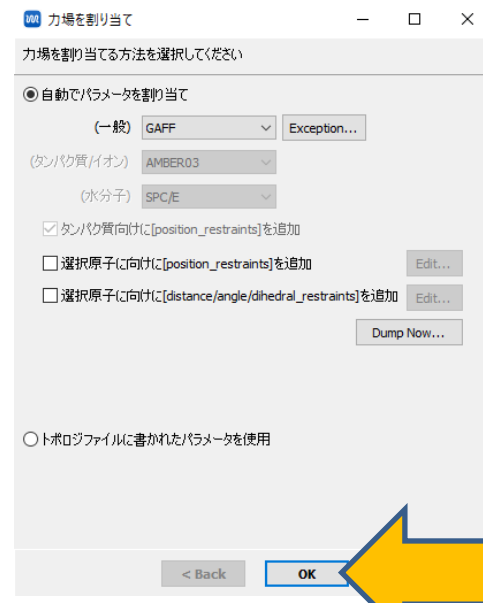 力場を割り当て
力場を割り当てる方法を選択してください
自動でパラメータを割り当て
(一般) GAFF Exception...
(タンパク質/イオン) AMBER03
(水分子) SPC/E
タンパク質向けに[position_restraints]を追加
選択原子に向けに[position_restraints]を追加 Edit...
選択原子に向けに[distance/angle/dihedral_restraints]を追加 Edit...
Dump Now...
トポロジファイルに書かれたパラメータを使用
< Back OK